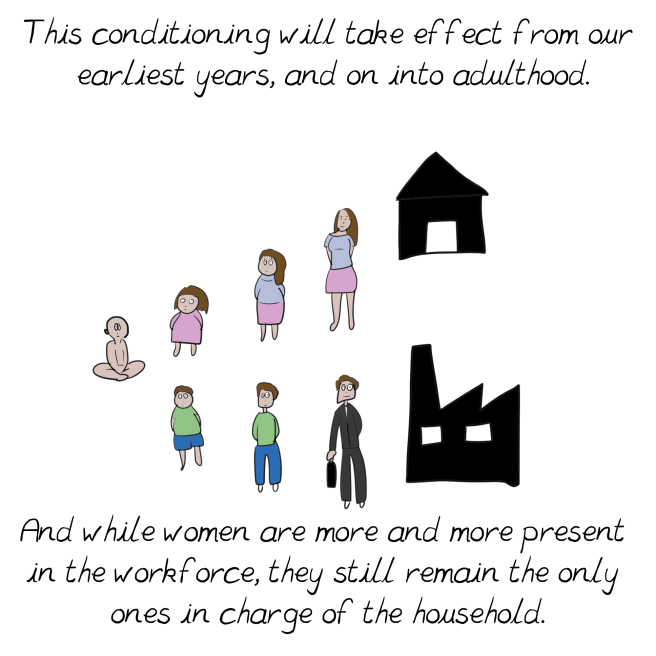 This conditioning will take effect from our
earliest years, and on into adulthood.
And while women are more and more present
in the workforce, they still remain the only
ones in charge of the household.